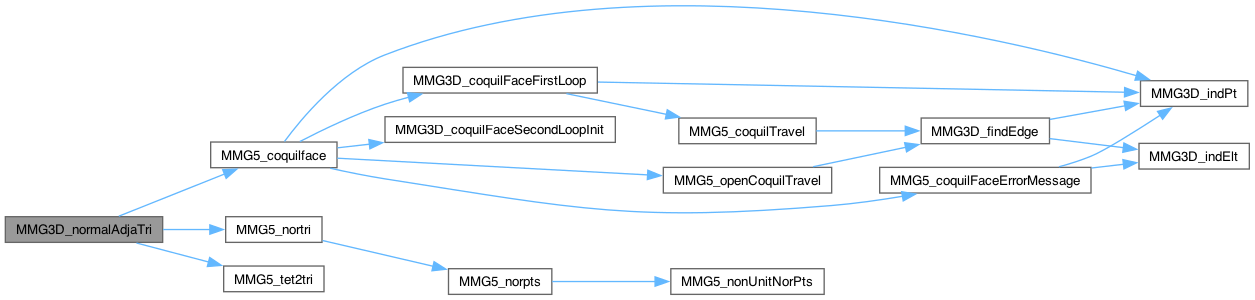 MMG3D_normalAdjaTri
MMG5_coquilface
MMG3D_coquilFaceFirstLoop
MMG3D_coquilFaceSecondLoopInit
MMG5_coquilTravel
MMG5_openCoquilTravel
MMG3D_findEdge
MMG5_coquilFaceErrorMessage
MMG3D_indPt
MMG3D_indElt
MMG5_nortri
MMG5_tet2tri
MMG5_norpts
MMG5_nonUnitNorPts